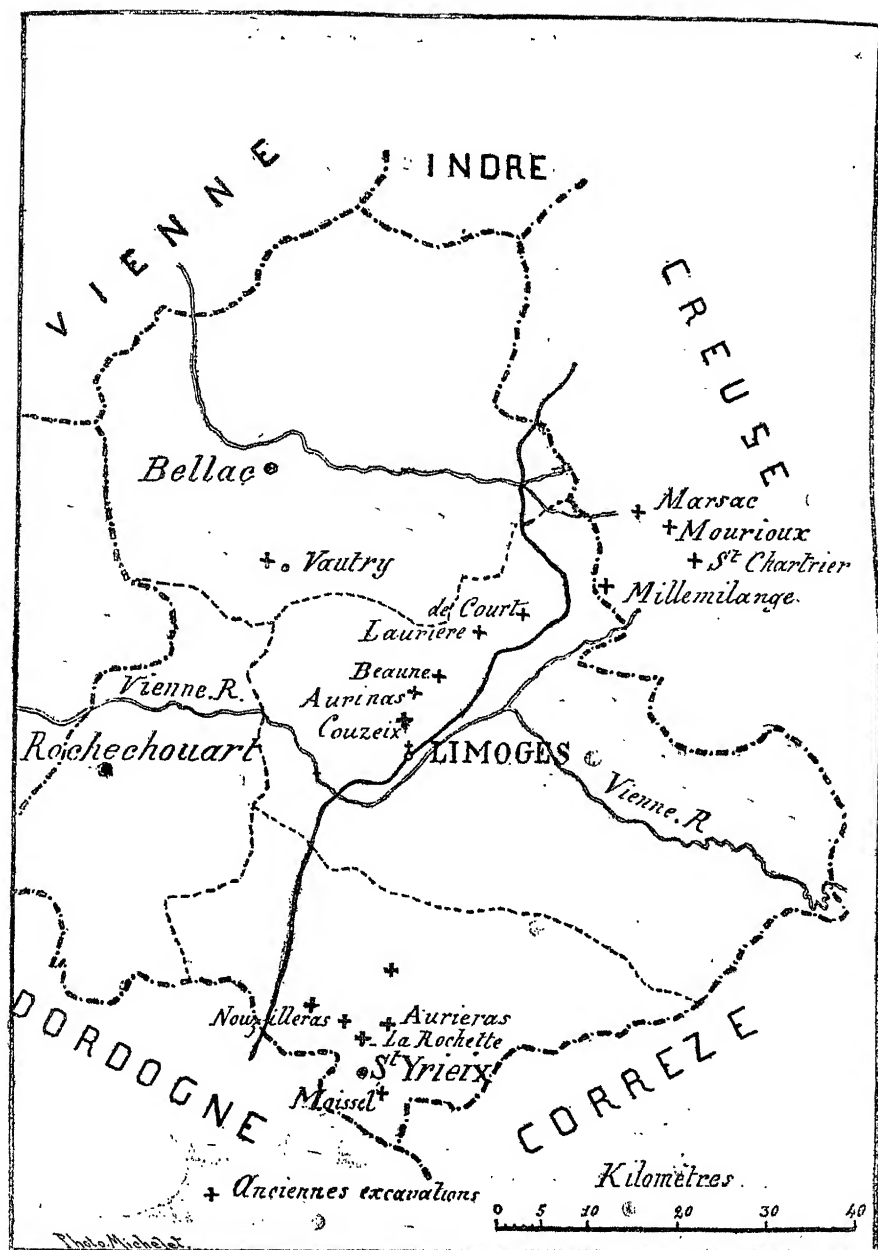 INDRE
VIENNE
CREUSE
Bellac
Marsac
Mourioux
St Chartrier
Vautry
Millemilange
de Court
Laurière
Beaune
Vienne. R.
Aurinas
Couzeix
Rochechouart
LIMOGES
Vienne. R
Nouzilleras
Aurieras
La Rochette
St Yrieix
DORDOGNE
Maissel
CORREZE
Kilomètres
+ Anciennes excavations
0 5 10 20 30 40
Photo. Michelet.